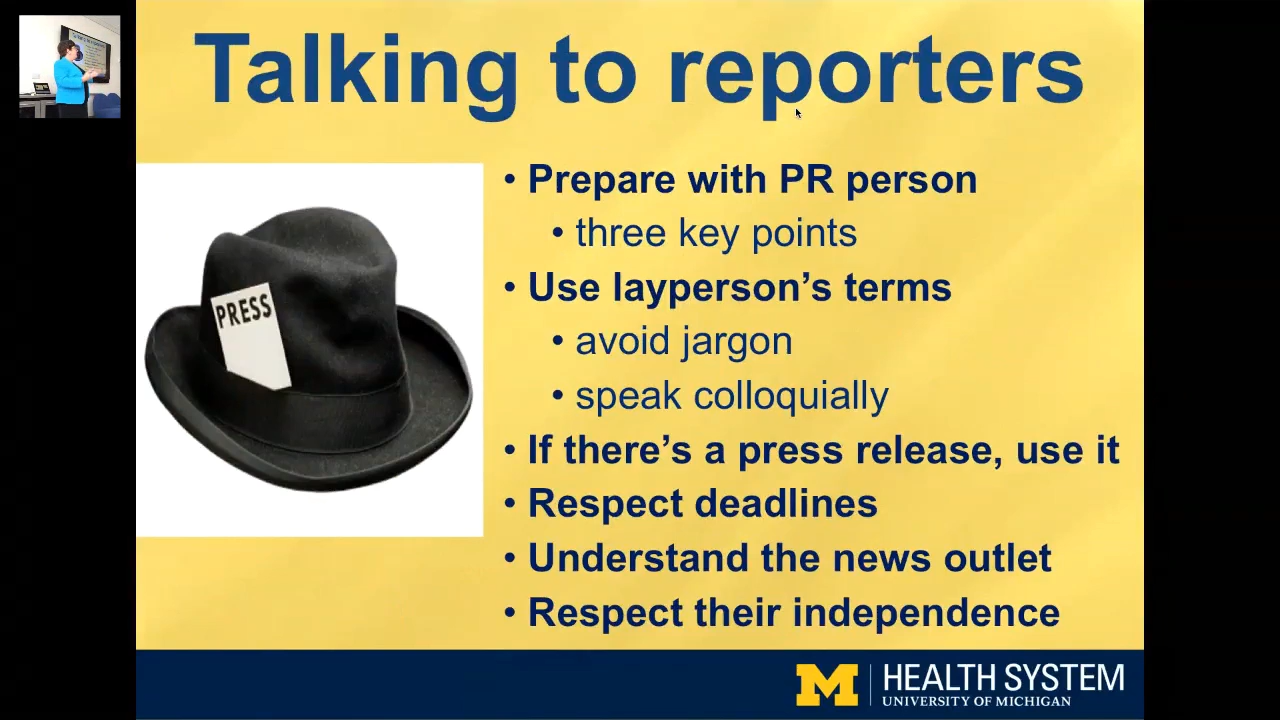 Talking to reporters
PRESS
• Prepare with PR person
• three key points
• Use layperson’s terms
• avoid jargon
• speak colloquially
• If there’s a press release, use it
• Respect deadlines
• Understand the news outlet
• Respect their independence
M HEALTH SYSTEM
UNIVERSITY OF MICHIGAN